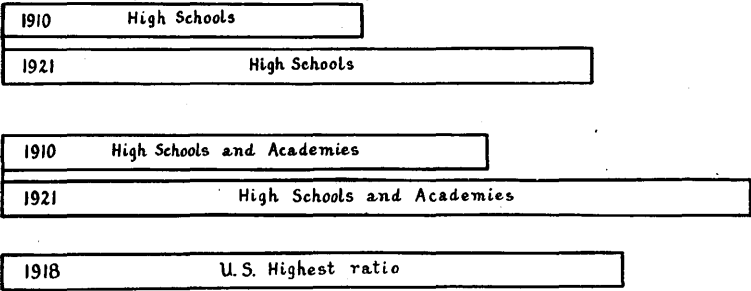 1910 High Schools
1921 High Schools
1910 High Schools and Academies
1921 High Schools and Academies
1918 U.S. Highest ratio